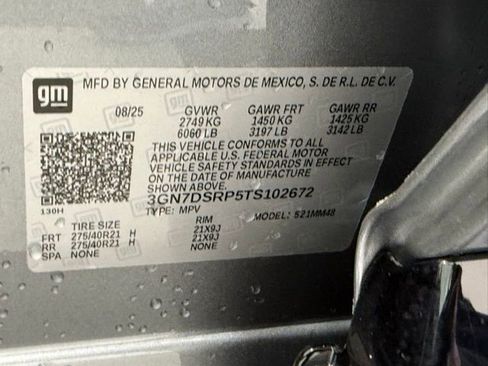 gm MFD BY GENERAL MOTORS DE MEXICO, S. DE R.L. DE C.V.
08/25 GVWR GAWR FRT GAWR RR
2749 KG 1450 KG 1425 KG
6060 LB 3197 LB 3142 LB
THIS VEHICLE CONFORMS TO ALL
APPLICABLE U.S. FEDERAL MOTOR
VEHICLE SAFETY STANDARDS IN EFFECT
ON THE DATE OF MANUFACTURE
SHOWN ABOVE.
3GN7DSRP5TS102672
130H TYPE: MPV MODEL: 521MM48
TIRE SIZE RIM
FRT 275/40R21 H 21X9J
RR 275/40R21 H 21X9J
SPA NONE NONE